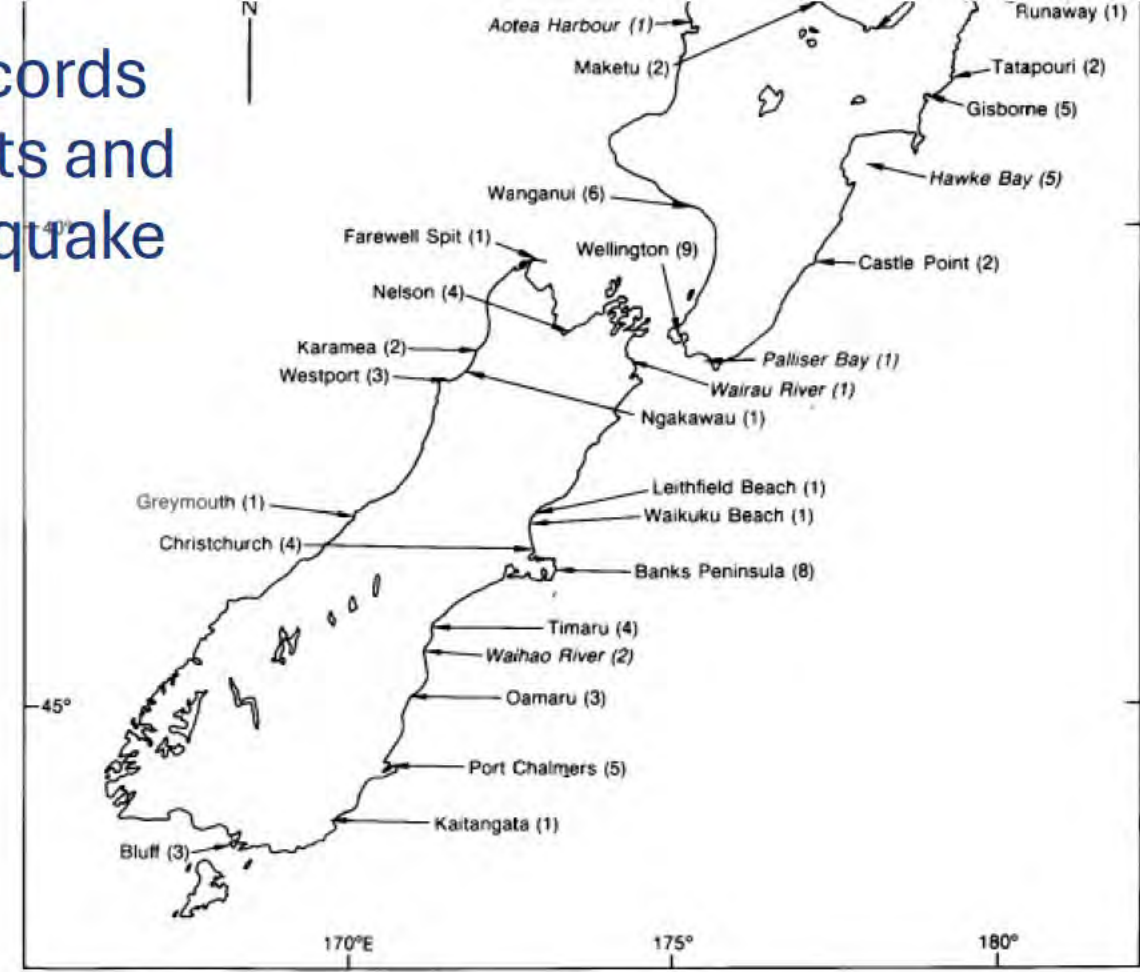 N
cords
ts and
quake
Aotea Harbour (1)
Runaway (1)
Maketu (2)
Tatapouri (2)
Gisborne (5)
Hawke Bay (5)
Wanganui (6)
40°
Farewell Spit (1)
Wellington (9)
Castle Point (2)
Nelson (4)
Karamea (2)
Palliser Bay (1)
Westport (3)
Wairau River (1)
Ngakawau (1)
Leithfield Beach (1)
Greymouth (1)
Waikuku Beach (1)
Christchurch (4)
Banks Peninsula (8)
Timaru (4)
Waihao River (2)
45°
Oamaru (3)
Port Chalmers (5)
Kaitangata (1)
Bluff (3)
170°E
175°
180°